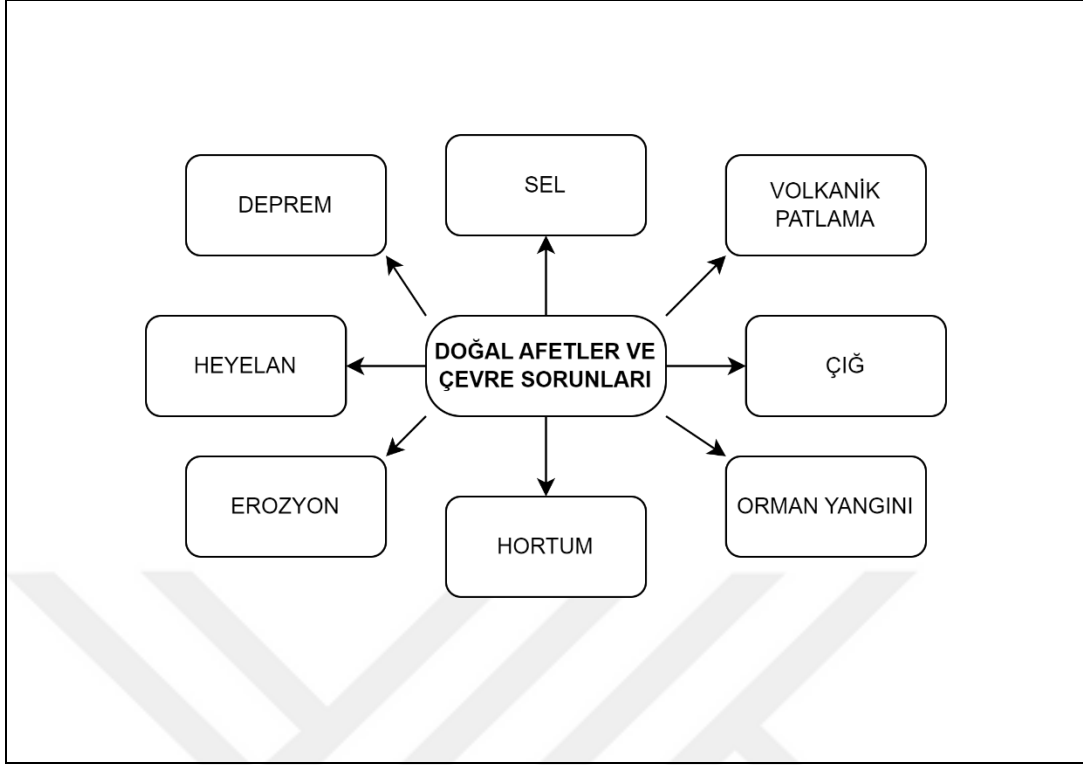 SEL
DEPREM
VOLKANİK
PATLAMA
DOĞAL AFETLER VE
ÇEVRE SORUNLARI
HEYELAN
ÇIĞ
EROZYON
ORMAN YANGINI
HORTUM